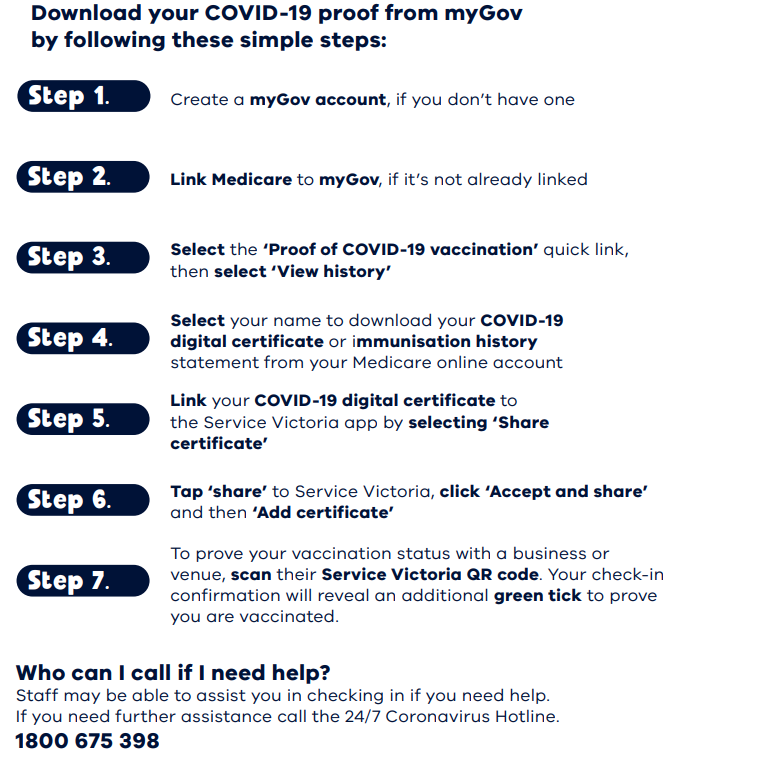 Download your COVID-19 proof from myGov
by following these simple steps:
Step 1.
Create a myGov account, if you don’t have one
Step 2.
Link Medicare to myGov, if it’s not already linked
Step 3.
Select the ‘Proof of COVID-19 vaccination’ quick link,
then select ‘View history’
Step 4.
Select your name to download your COVID-19
digital certificate or immunisation history
statement from your Medicare online account
Step 5.
Link your COVID-19 digital certificate to
the Service Victoria app by selecting ‘Share
certificate’
Step 6.
Tap ‘share’ to Service Victoria, click ‘Accept and share’
and then ‘Add certificate’
Step 7.
To prove your vaccination status with a business or
venue, scan their Service Victoria QR code. Your check-in
confirmation will reveal an additional green tick to prove
you are vaccinated.
Who can I call if I need help?
Staff may be able to assist you in checking in if you need help.
If you need further assistance call the 24/7 Coronavirus Hotline.
1800 675 398